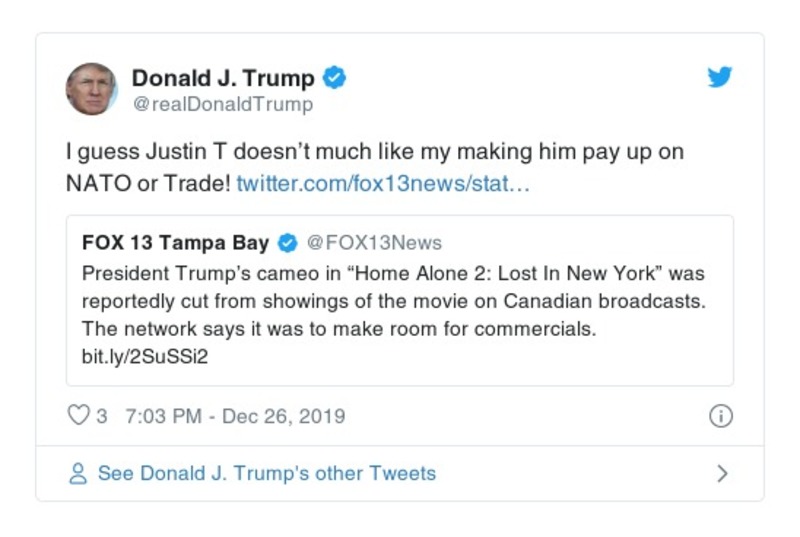 Donald J. Trump
@realDonaldTrump
I guess Justin T doesn’t much like my making him pay up on
NATO or Trade! twitter.com/fox13news/stat…
FOX 13 Tampa Bay @FOX13News
President Trump’s cameo in “Home Alone 2: Lost In New York” was
reportedly cut from showings of the movie on Canadian broadcasts.
The network says it was to make room for commercials.
bit.ly/2SuSSi2
3 7:03 PM - Dec 26, 2019
See Donald J. Trump's other Tweets